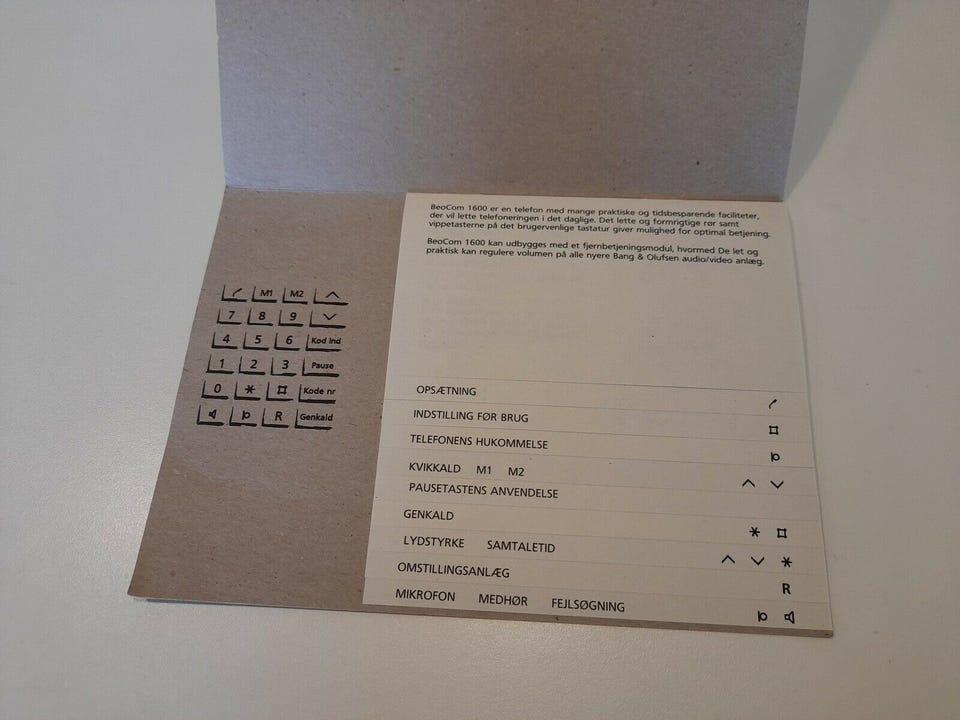 M1 M2
7 8 9
4 5 6 Kod ind
1 2 3 Pause
0 * Kode nr
R Genkald
BeoCom 1600 er en telefon med mange praktiske og tidsbesparende faciliteter,
der vil lette telefoneringen i det daglige. Det lette og formrigtige rør samt
vippetasterne på det brugervenlige tastatur giver mulighed for optimal betjening.
BeoCom 1600 kan udbygges med et fjernbetjeningsmodul, hvormed De let og
praktisk kan regulere volumen på alle nyere Bang & Olufsen audio/video anlæg.
OPSÆTNING
INDSTILLING FØR BRUG
TELEFONENS HUKOMMELSE
KVIKKALD M1 M2
PAUSETASTENS ANVENDELSE
GENKALD *
LYDSTYRKE SAMTALETID *
OMSTILLINGSANLÆG R
MIKROFON MEDHØR FEJLSØGNING